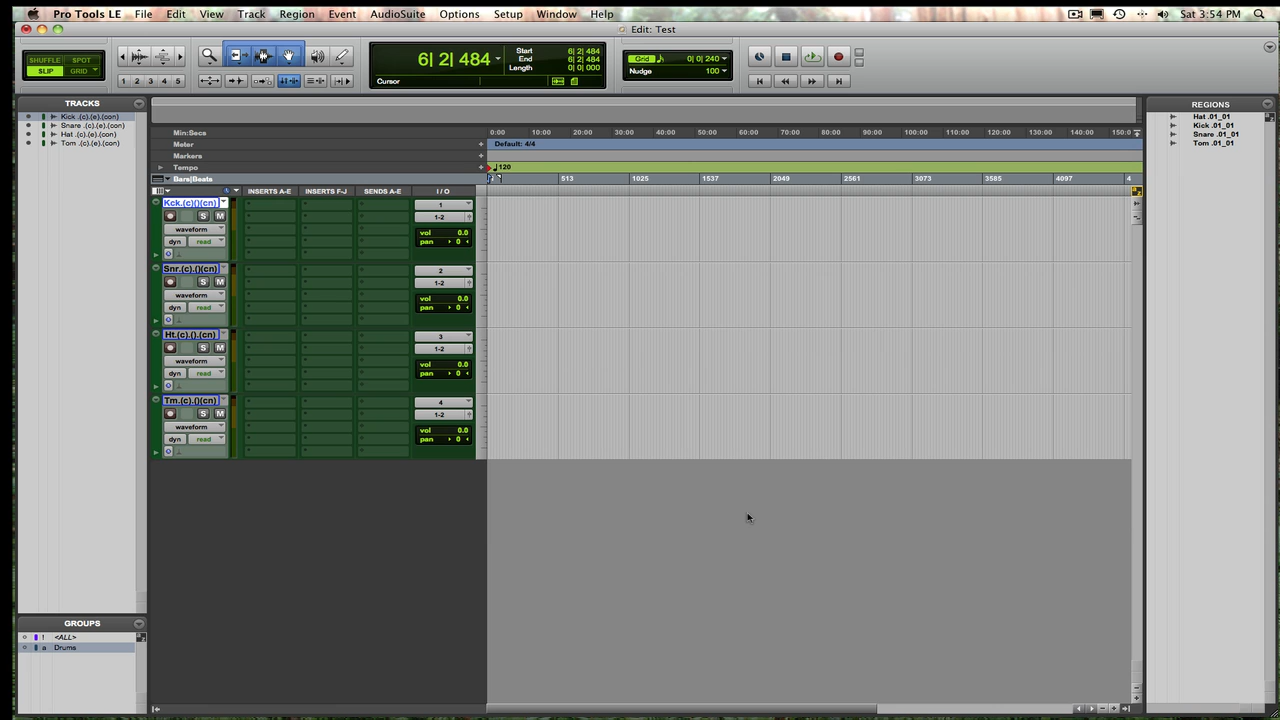 Pro Tools LE File Edit View Track Region Event AudioSuite Options Setup Window Help Sat 3:54 PM
Edit: Test
SHUFFLE SPOT
SLIP GRID
1 2 3 4 5
6| 2| 484
Start 6| 2| 484
End 6| 2| 484
Length 0| 0| 000
Cursor
Grid 0| 0| 240
Nudge 100
TRACKS
Kick .(c).(e).(con)
Snare .(c).(e).(con)
Hat .(c).(e).(con)
Tom .(c).(e).(con)
Min:Secs 0:00 10:00 20:00 30:00 40:00 50:00 60:00 70:00 80:00 90:00 100:00 110:00 120:00 130:00 140:00 150:0
Meter Default: 4/4
Markers
Tempo 120
Bars|Beats 513 1025 1537 2049 2561 3073 3585 4097 4
INSERTS A-E INSERTS F-J SENDS A-E I / O
Kck.(c)()(cn) 1
S M 1-2
waveform vol 0.0
dyn read pan 0
Snr.(c).()(cn) 2
S M 1-2
waveform vol 0.0
dyn read pan 0
Ht.(c).().(cn) 3
S M 1-2
waveform vol 0.0
dyn read pan 0
Tm.(c).()(cn) 4
S M 1-2
waveform vol 0.0
dyn read pan 0
GROUPS
! <ALL>
a Drums
REGIONS
Hat .01_01
Kick .01_01
Snare .01_01
Tom .01_01